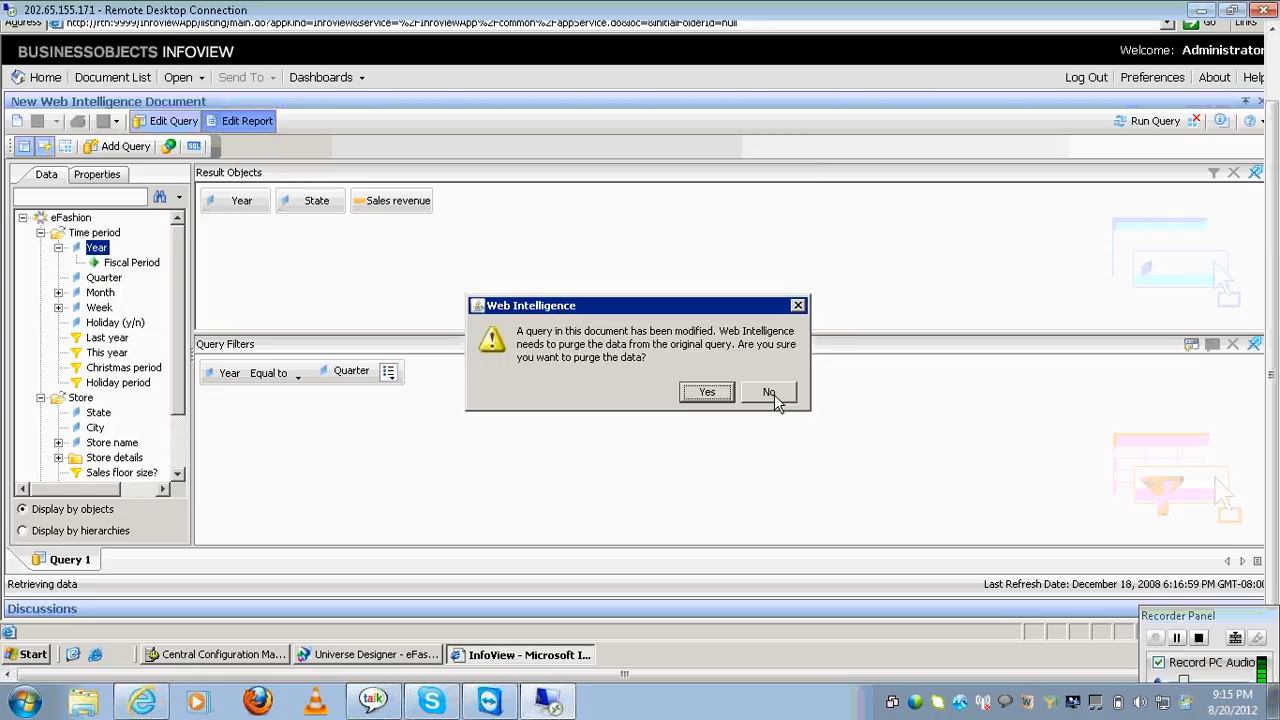 202.65.155.171 - Remote Desktop Connection
Address
Go
Links
BUSINESSOBJECTS INFOVIEW
Welcome: Administrator
Home Document List Open Send To Dashboards
Log Out Preferences About Help
New Web Intelligence Document
Edit Query Edit Report
Run Query
Add Query SQL
Data Properties
Result Objects
Year State Sales revenue
eFashion
Time period
Year
Fiscal Period
Quarter
Month
Week
Holiday (y/n)
Last year
This year
Christmas period
Holiday period
Store
State
City
Store name
Store details
Sales floor size?
Web Intelligence
A query in this document has been modified. Web Intelligence
needs to purge the data from the original query. Are you sure
you want to purge the data?
Yes No
Query Filters
Year Equal to Quarter
Display by objects
Display by hierarchies
Query 1
Retrieving data
Last Refresh Date: December 18, 2008 6:16:59 PM GMT-08:00
Discussions
Recorder Panel
Record PC Audio
Start
Central Configuration Ma...
Universe Designer - eFas...
InfoView - Microsoft I...
talk
9:15 PM
8/20/2012